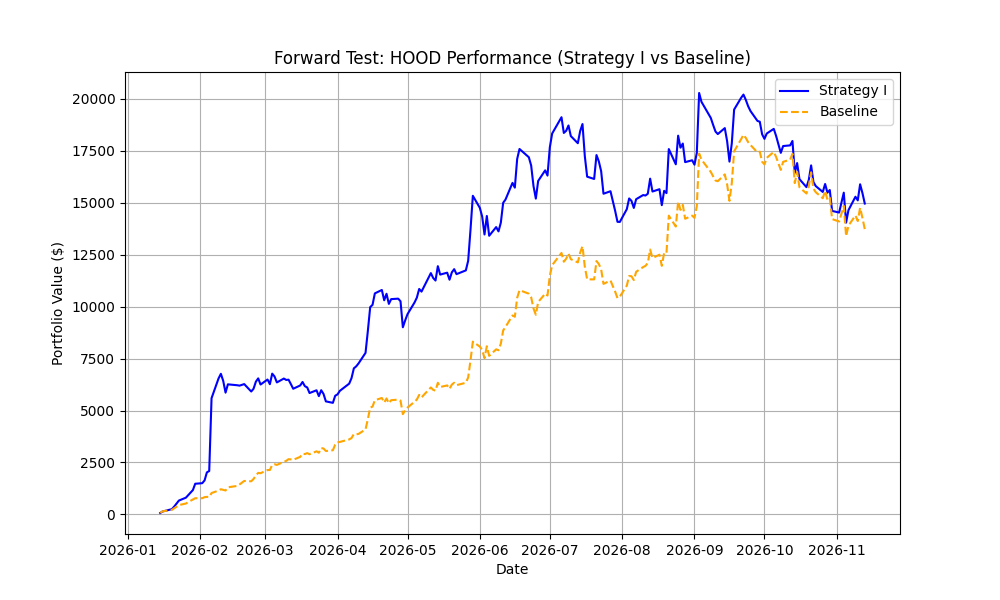 Forward Test: HOOD Performance (Strategy I vs Baseline)
Strategy I
Baseline
Portfolio Value ($)
20000
17500
15000
12500
10000
7500
5000
2500
0
2026-01 2026-02 2026-03 2026-04 2026-05 2026-06 2026-07 2026-08 2026-09 2026-10 2026-11
Date